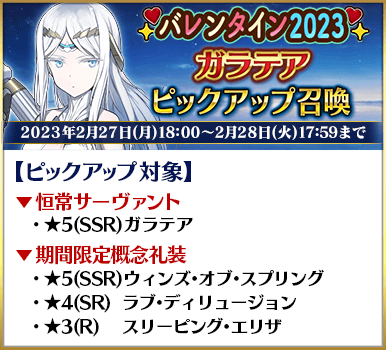 バレンタイン2023
ガラテア
ピックアップ召喚
2023年2月27日(月)18:00～2月28日(火)17:59まで
【ピックアップ対象】
▼恒常サーヴァント
・★5(SSR)ガラテア
▼期間限定概念礼装
・★5(SSR)ウィンズ・オブ・スプリング
・★4(SR) ラブ・ディリュージョン
・★3(R) スリーピング・エリザ